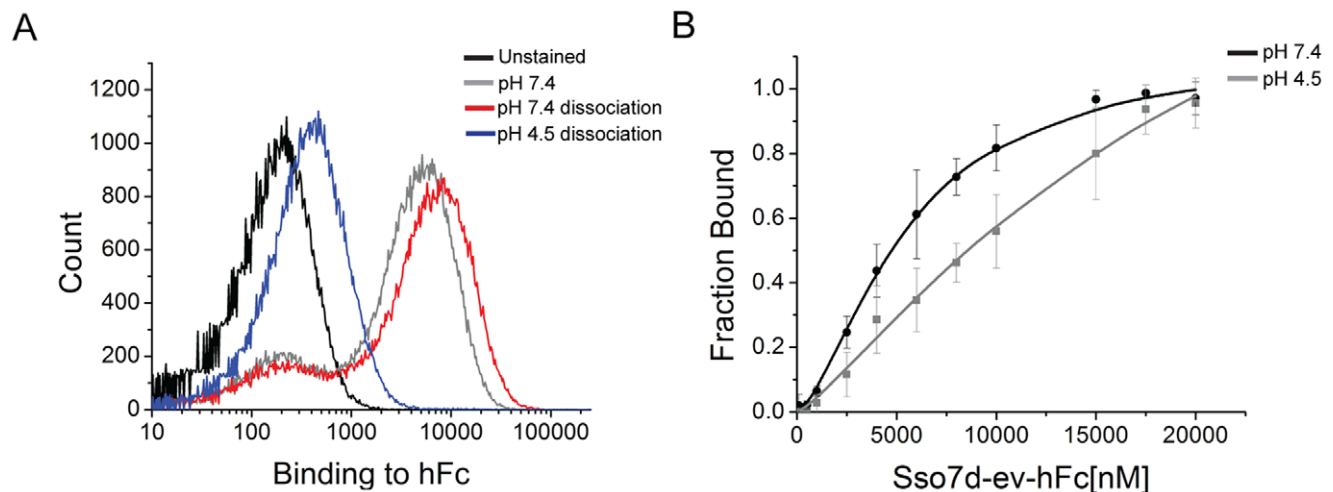 A
Unstained
pH 7.4
pH 7.4 dissociation
pH 4.5 dissociation
1200
1000
800
600
400
200
0
10 100 1000 10000 100000
Count
Binding to hFc
B
pH 7.4
pH 4.5
1.0
0.8
0.6
0.4
0.2
0.0
0 5000 10000 15000 20000
Fraction Bound
Sso7d-ev-hFc[nM]